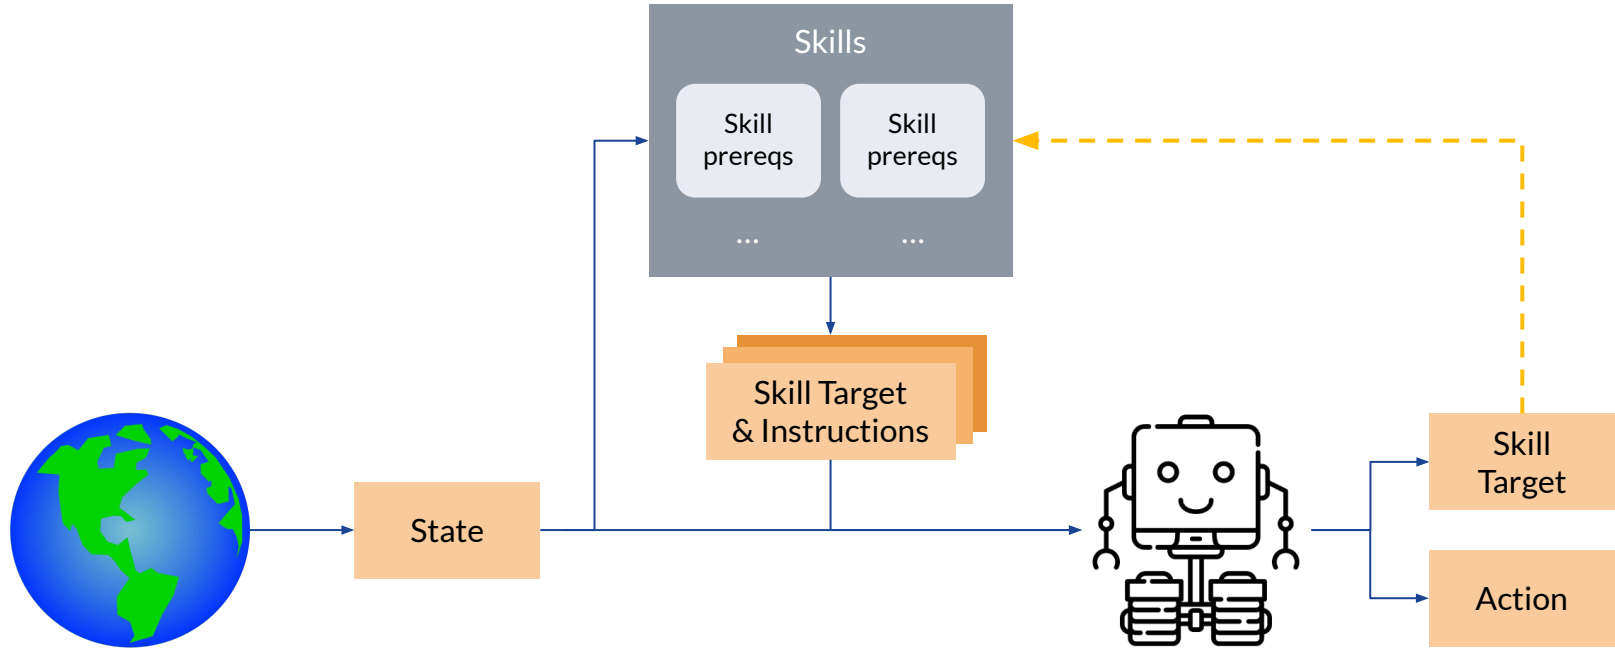 Skills
Skill
prereqs
Skill
prereqs
...
...
Skill Target
& Instructions
State
Skill
Target
Action